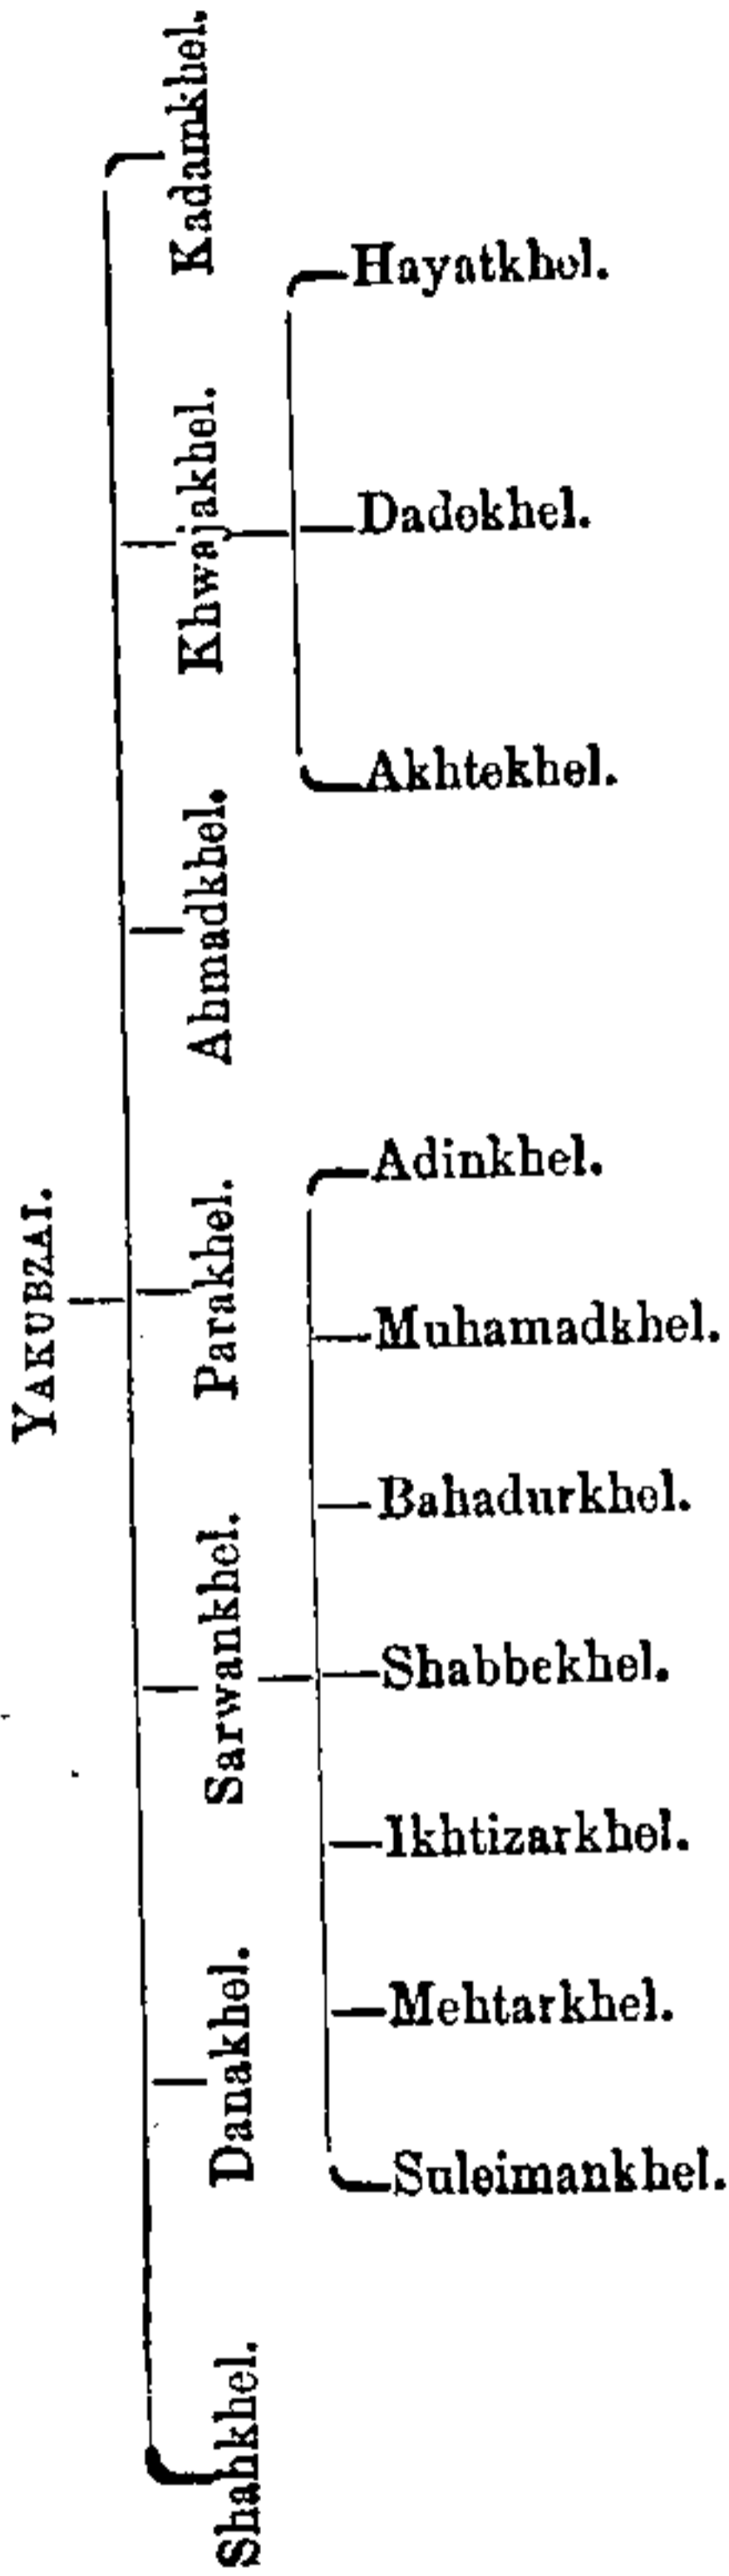 YAKUBZAI.
Kadamkhel.
Khwajakhel.
Hayatkhel.
Dadokhel.
Akhtekhel.
Ahmadkhel.
Parakhel.
Sarwankhel.
Adinkhel.
Muhamadkhel.
Bahadurkhel.
Shabbekhel.
Ikhtizarkhel.
Mehtarkhel.
Suleimankhel.
Danakhel.
Shahkhel.